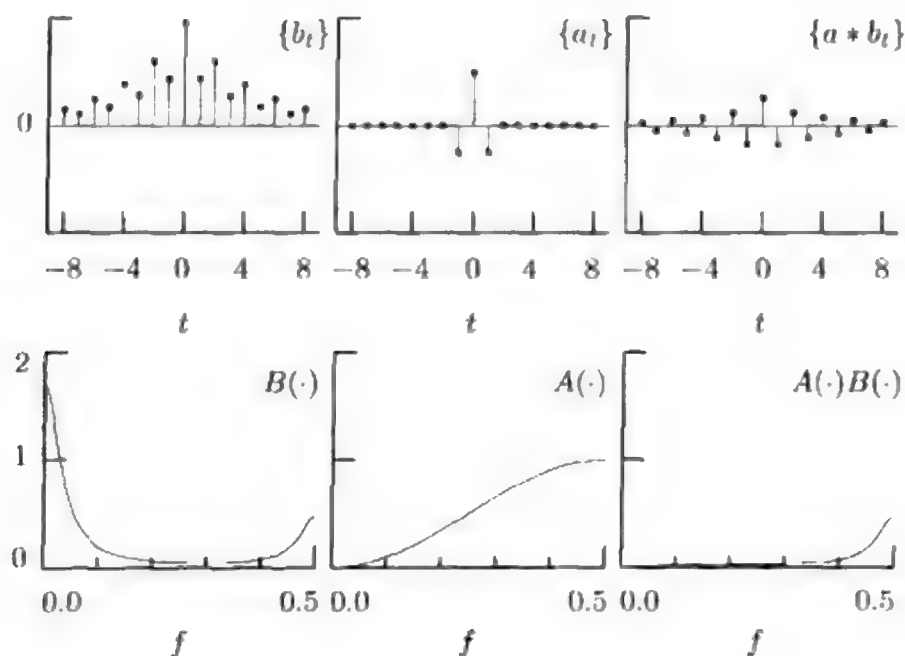 {b_t} {a_t} {a * b_t}
0
−8 −4 0 4 8 −8 −4 0 4 8 −8 −4 0 4 8
t t t
2 B(·) A(·) A(·)B(·)
1
0
0.0 0.5 0.0 0.5 0.0 0.5
f f f